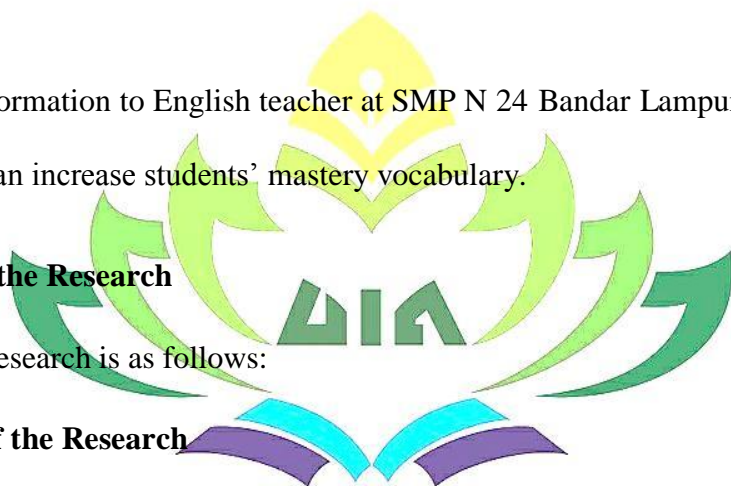 ormation to English teacher at SMP N 24 Bandar Lampu
an increase students’ mastery vocabulary.
the Research
UIN
esearch is as follows:
f the Research